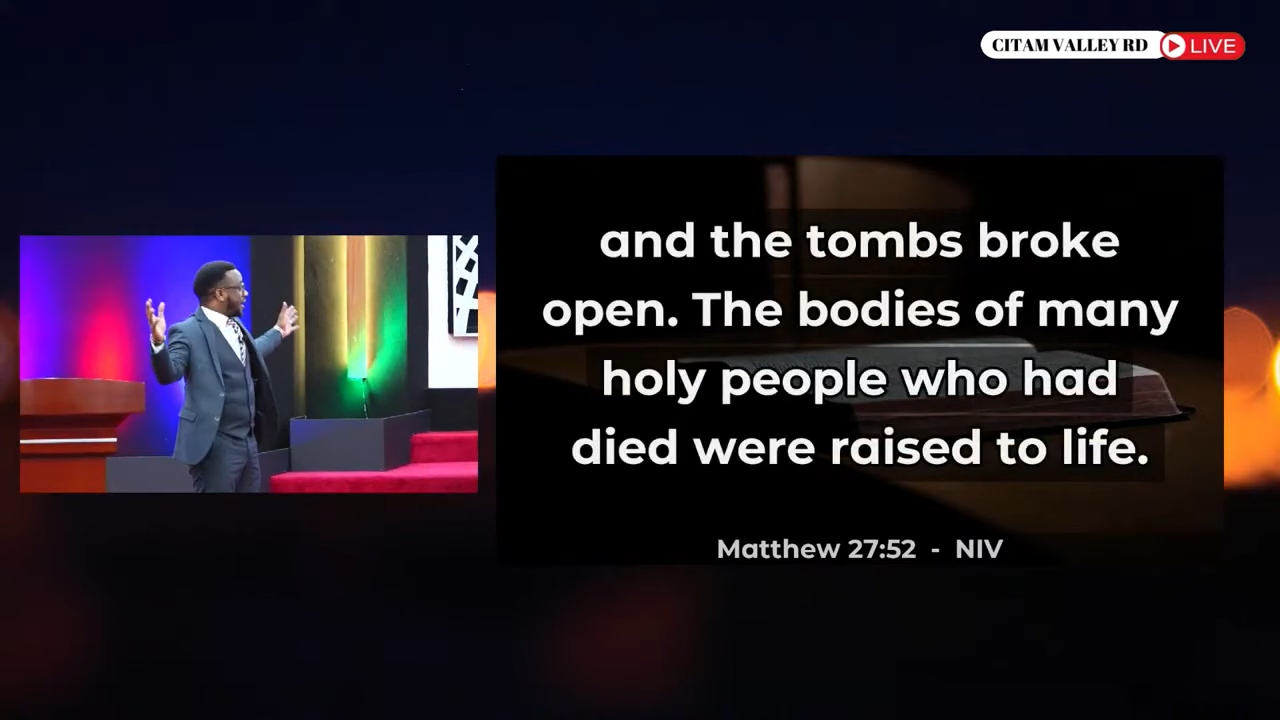 CITAM VALLEY RD LIVE
and the tombs broke
open. The bodies of many
holy people who had
died were raised to life.
Matthew 27:52 - NIV